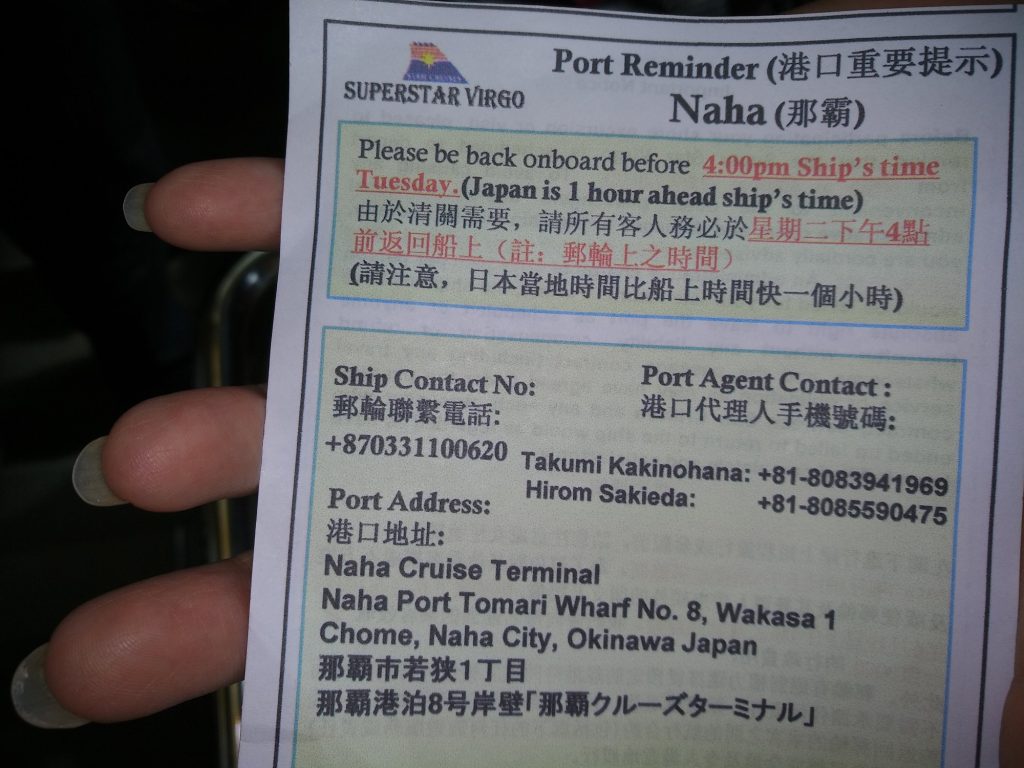 STAR CRUISES
SUPERSTAR VIRGO
Port Reminder (港口重要提示)
Naha (那霸)
Please be back onboard before 4:00pm Ship's time
Tuesday.(Japan is 1 hour ahead ship's time)
由於清關需要，請所有客人務必於星期二下午4點
前返回船上（註：郵輪上之時間）
(請注意，日本當地時間比船上時間快一個小時)
Ship Contact No:
郵輪聯繫電話:
+870331100620
Port Agent Contact :
港口代理人手機號碼:
Takumi Kakinohana: +81-8083941969
Hirom Sakieda: +81-8085590475
Port Address:
港口地址:
Naha Cruise Terminal
Naha Port Tomari Wharf No. 8, Wakasa 1
Chome, Naha City, Okinawa Japan
那覇市若狭1丁目
那覇港泊8号岸壁「那覇クルーズターミナル」